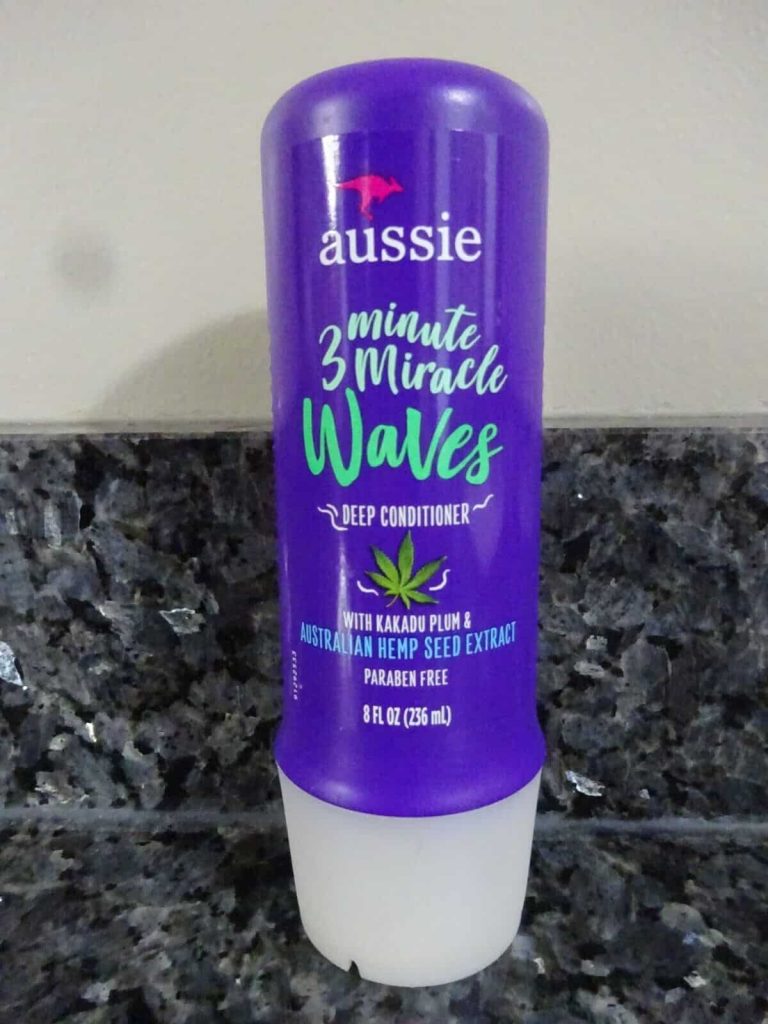 aussie
3 minute
Miracle
Waves
DEEP CONDITIONER
WITH KAKADU PLUM &
AUSTRALIAN HEMP SEED EXTRACT
PARABEN FREE
8 FL OZ (236 mL)